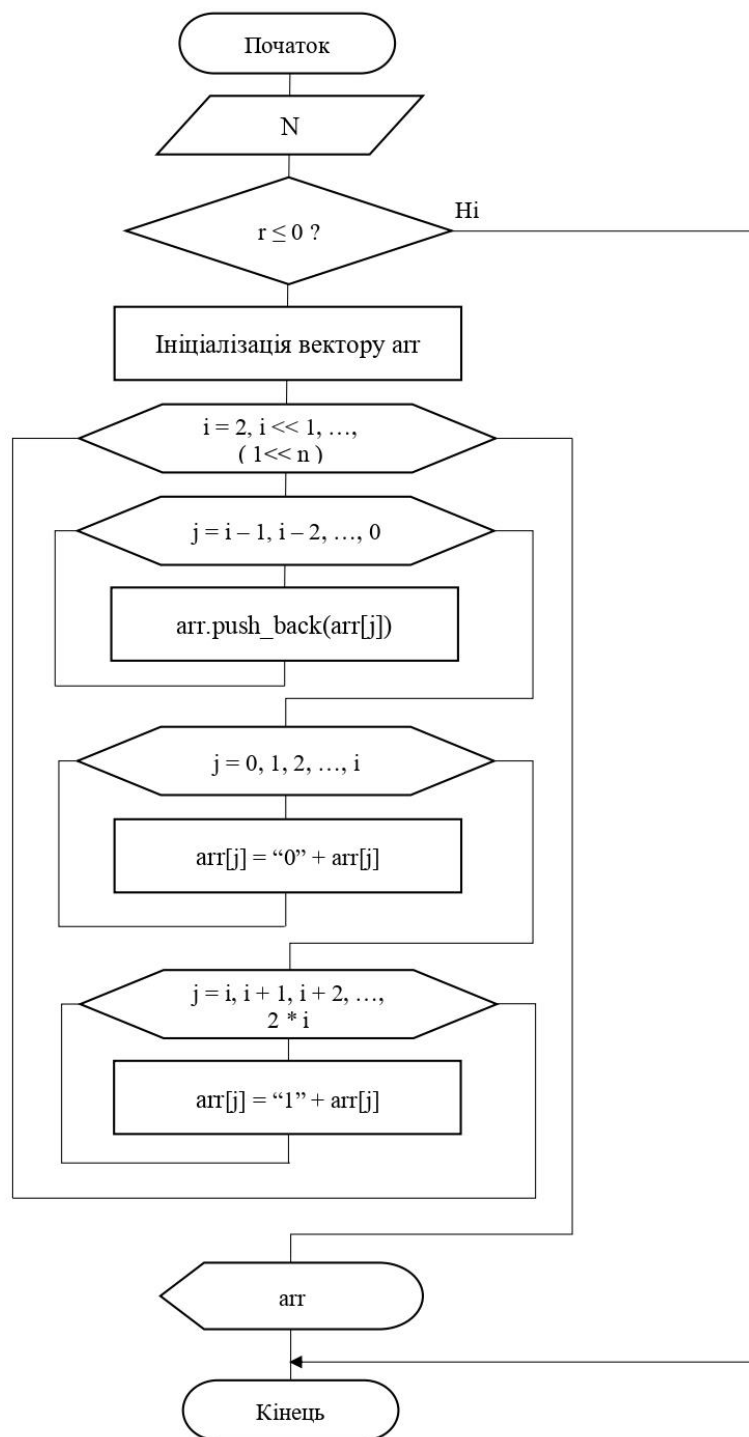 Початок
N
r ≤ 0 ?
Ні
Ініціалізація вектору arr
i = 2, i << 1, …,
( 1<< n )
j = i – 1, i – 2, …, 0
arr.push_back(arr[j])
j = 0, 1, 2, …, i
arr[j] = “0” + arr[j]
j = i, i + 1, i + 2, …,
2 * i
arr[j] = “1” + arr[j]
arr
Кінець